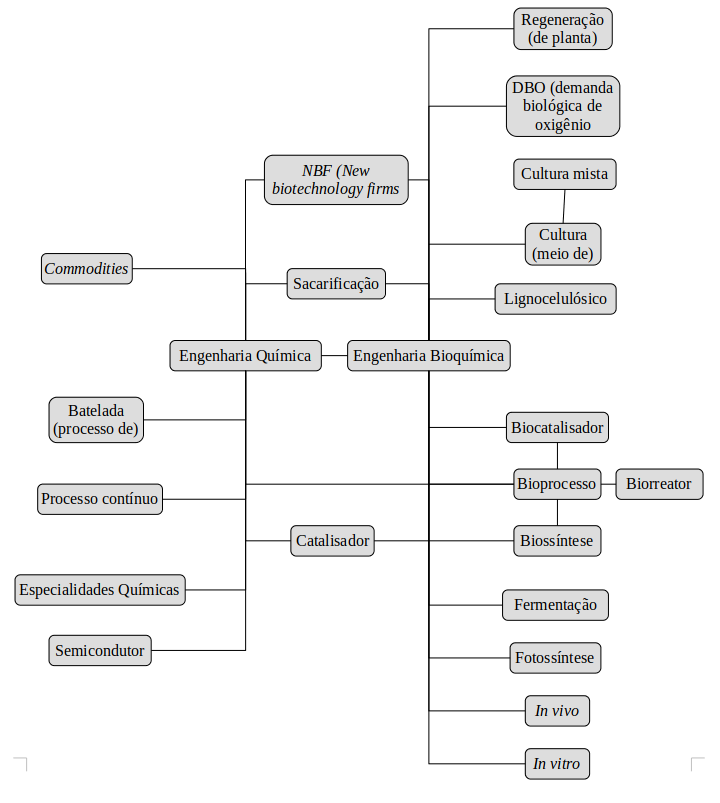 Regeneração
(de planta)
DBO (demanda
biológica de
oxigênio
NBF (New
biotechnology firms
Cultura mista
Cultura
(meio de)
Commodities
Sacarificação
Lignocelulósico
Engenharia Química
Engenharia Bioquímica
Batelada
(processo de)
Biocatalisador
Processo contínuo
Bioprocesso
Biorreator
Catalisador
Biossíntese
Especialidades Químicas
Fermentação
Semicondutor
Fotossíntese
In vivo
In vitro